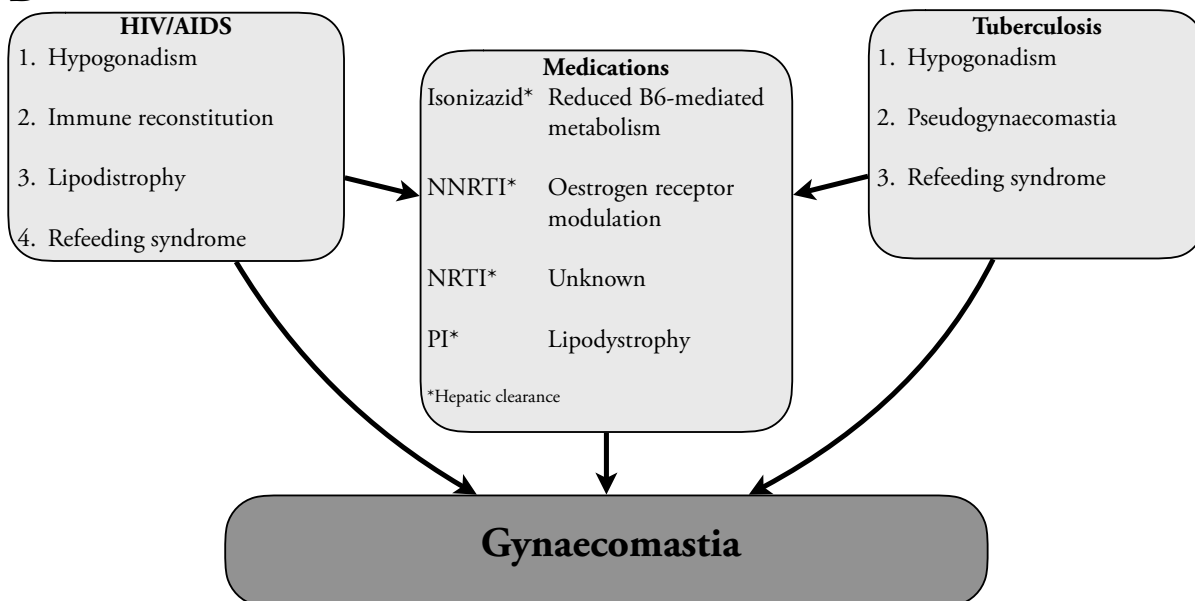 HIV/AIDS
1. Hypogonadism
2. Immune reconstitution
3. Lipodistrophy
4. Refeeding syndrome
Medications
Isonizazid* Reduced B6-mediated
metabolism
NNRTI* Oestrogen receptor
modulation
NRTI* Unknown
PI* Lipodystrophy
*Hepatic clearance
Tuberculosis
1. Hypogonadism
2. Pseudogynaecomastia
3. Refeeding syndrome
Gynaecomastia